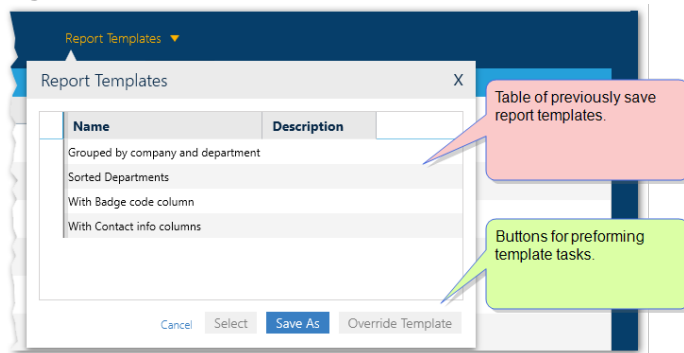 Report Templates ▼
Report Templates X
Name Description
Grouped by company and department
Sorted Departments
With Badge code column
With Contact info columns
Cancel Select Save As Override Template
Table of previously save
report templates.
Buttons for preforming
template tasks.